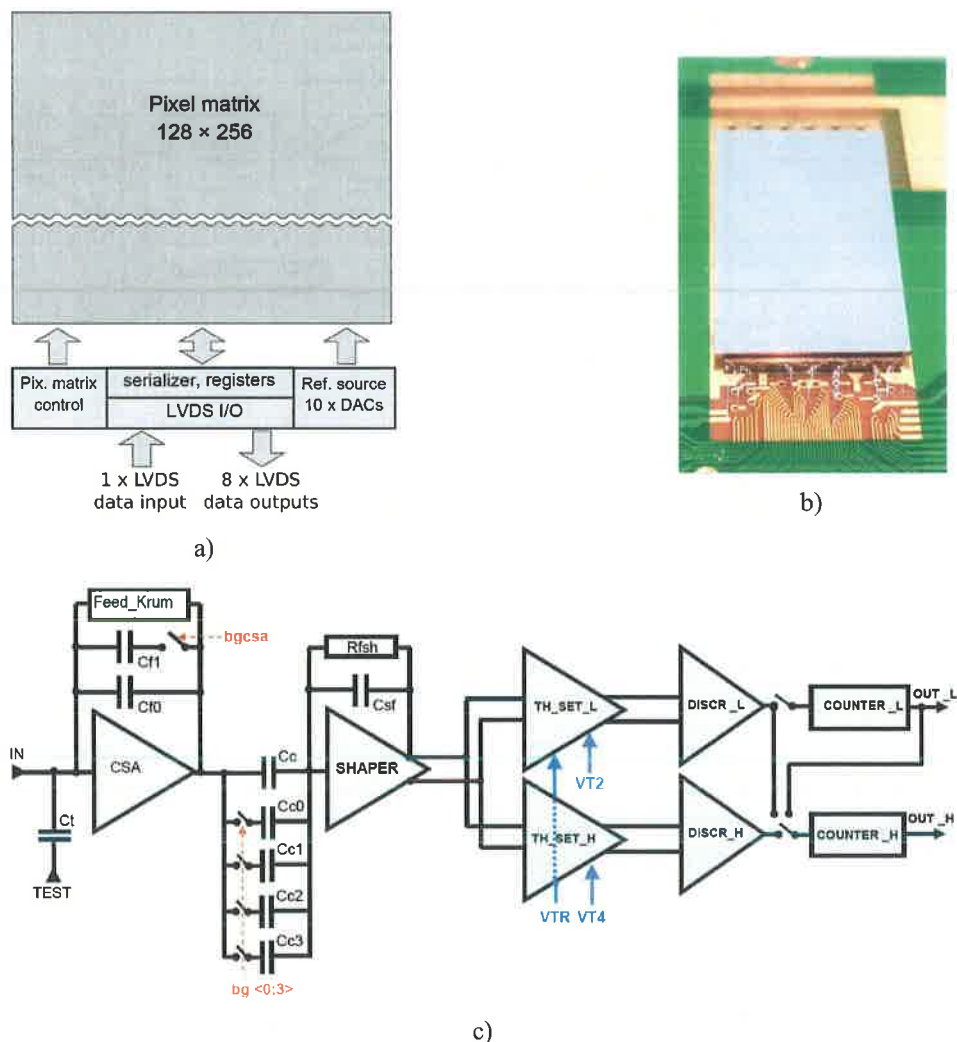 Pixel matrix
128 × 256
Pix. matrix
control
serializer, registers
LVDS I/O
Ref. source
10 x DACs
1 x LVDS
data input
8 x LVDS
data outputs
a)
b)
Feed_Krum
bgcsa
Cf1
Cf0
IN
CSA
Ct
TEST
Rfsh
Csf
Cc
SHAPER
Cc0
Cc1
Cc2
Cc3
bg <0:3>
TH_SET_L
VT2
TH_SET_H
VTR
VT4
DISCR_L
DISCR_H
COUNTER_L
OUT_L
COUNTER_H
OUT_H
c)